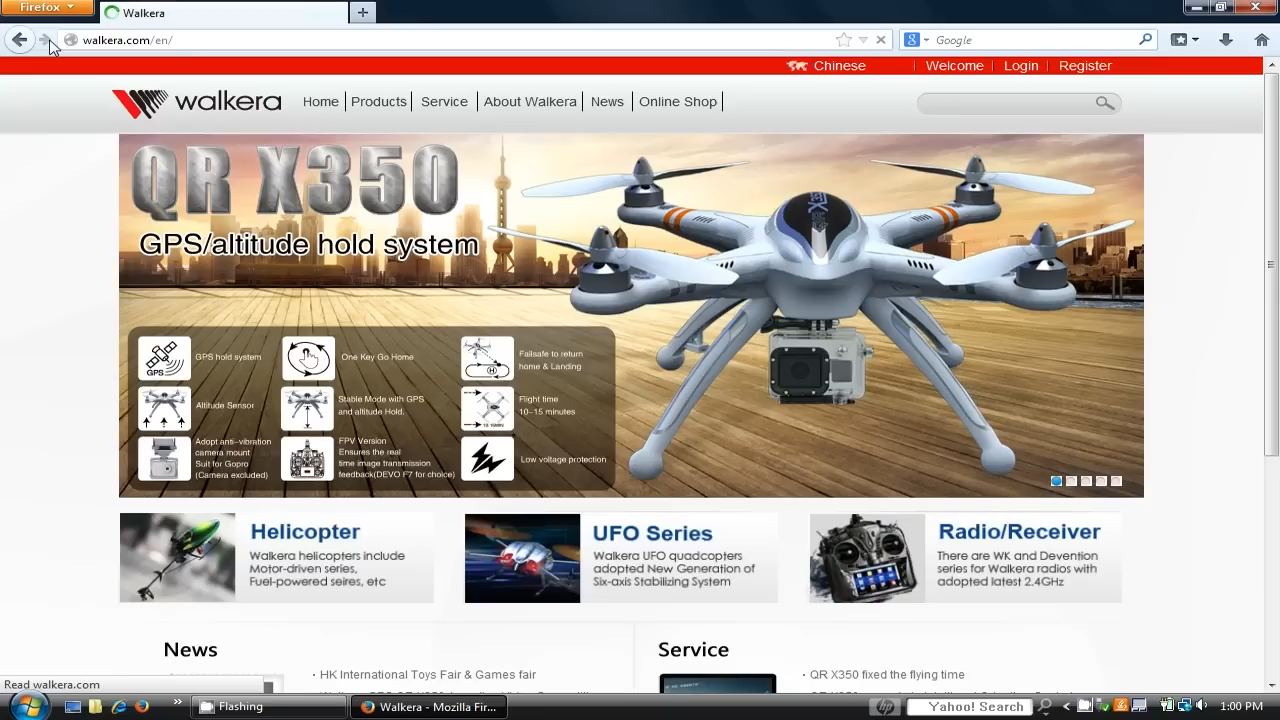 Firefox
Walkera
walkera.com/en/
Google
Chinese
Welcome
Login
Register
walkera
Home
Products
Service
About Walkera
News
Online Shop
QR X350
GPS/altitude hold system
GPS
GPS hold system
One Key Go Home
Failsafe to return
home & Landing
Altitude Sensor
Stable Mode with GPS
and altitude Hold.
Flight time
10-15 minutes
Adopt anti-vibration
camera mount
Suit for Gopro
(Camera excluded)
FPV Version
Ensures the real
time image transmission
feedback(DEVO F7 for choice)
Low voltage protection
Helicopter
Walkera helicopters include
Motor-driven series,
Fuel-powered seires, etc
UFO Series
Walkera UFO quadcopters
adopted New Generation of
Six-axis Stabilizing System
Radio/Receiver
There are WK and Devention
series for Walkera radios with
adopted latest 2.4GHz
News
· HK International Toys Fair & Games fair
Service
· QR X350 fixed the flying time
Read walkera.com
Flashing
Walkera - Mozilla Fir...
Yahoo! Search
1:00 PM